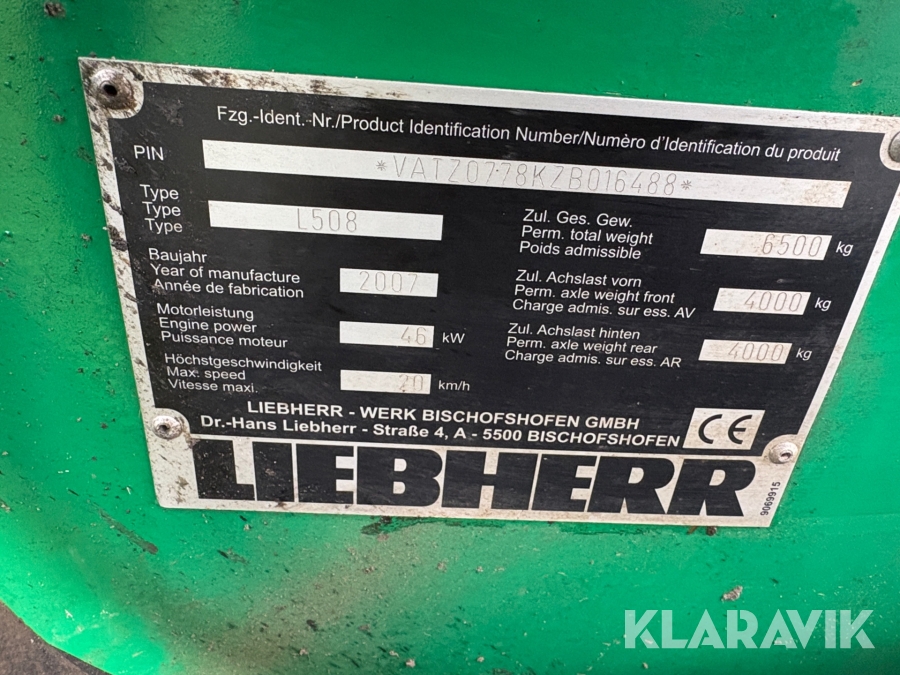 Fzg.-Ident.-Nr./Product Identification Number/Numèro d'Identification du produit
PIN *VATZ0778KZB016488*
Type
Type L508
Type
Baujahr
Year of manufacture 2007
Année de fabrication
Motorleistung
Engine power 46 kW
Puissance moteur
Höchstgeschwindigkeit
Max. speed 20 km/h
Vitesse maxi.
Zul. Ges. Gew.
Perm. total weight 6500 kg
Poids admissible
Zul. Achslast vorn
Perm. axle weight front 4000 kg
Charge admis. sur ess. AV
Zul. Achslast hinten
Perm. axle weight rear 4000 kg
Charge admis. sur ess. AR
LIEBHERR - WERK BISCHOFSHOFEN GMBH
Dr.-Hans Liebherr - Straße 4, A - 5500 BISCHOFSHOFEN
CE
LIEBHERR
9069915
KLARAVIK